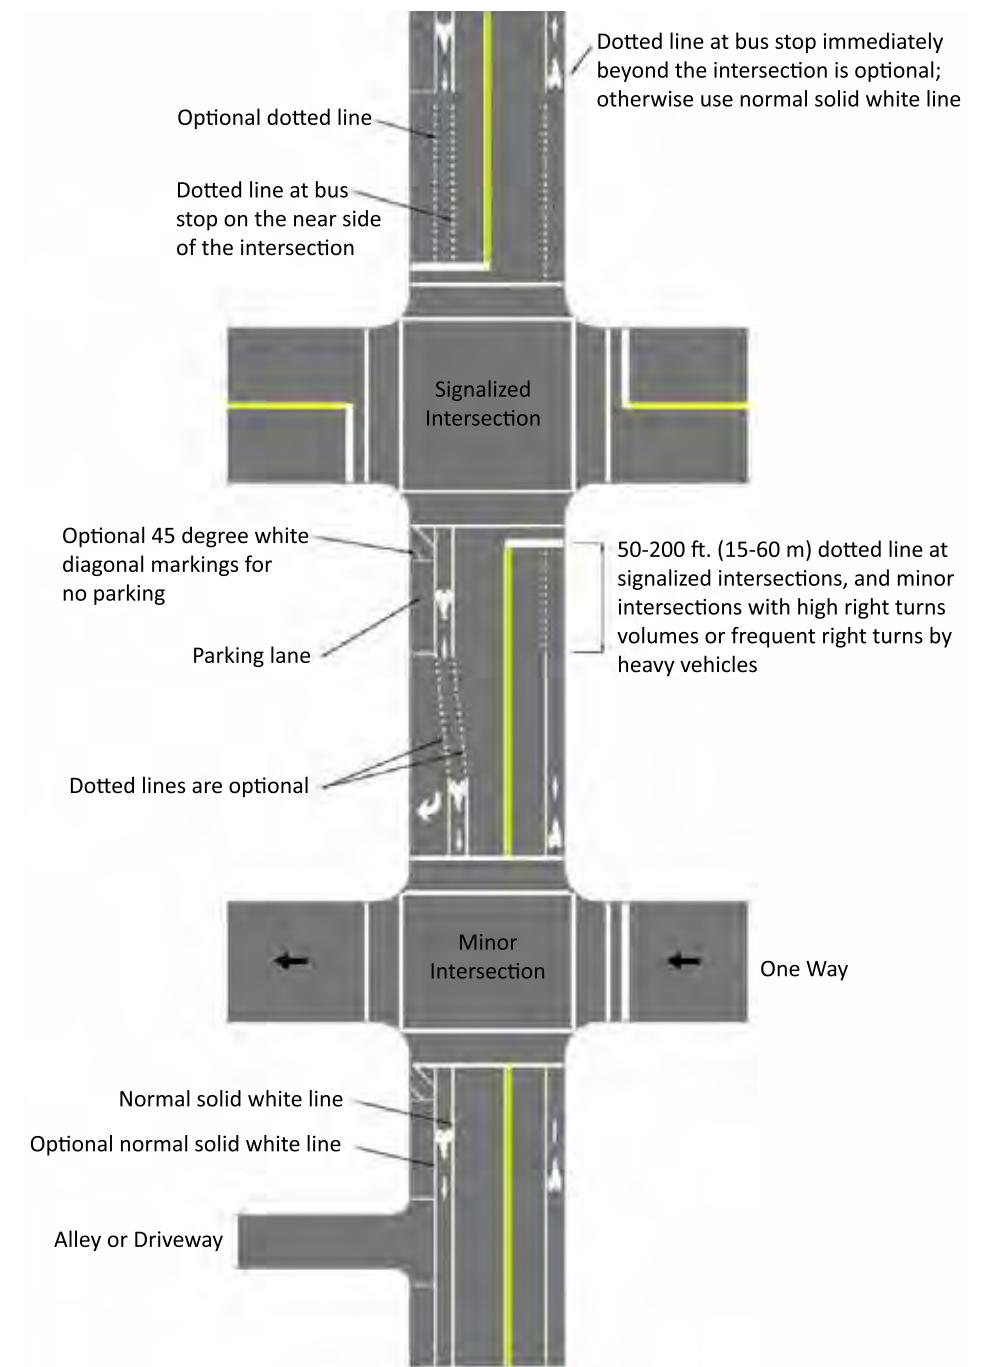 Dotted line at bus stop immediately
beyond the intersection is optional;
otherwise use normal solid white line
Optional dotted line
Dotted line at bus
stop on the near side
of the intersection
Signalized
Intersection
Optional 45 degree white
diagonal markings for
no parking
50-200 ft. (15-60 m) dotted line at
signalized intersections, and minor
intersections with high right turns
volumes or frequent right turns by
heavy vehicles
Parking lane
Dotted lines are optional
Minor
Intersection
One Way
Normal solid white line
Optional normal solid white line
Alley or Driveway